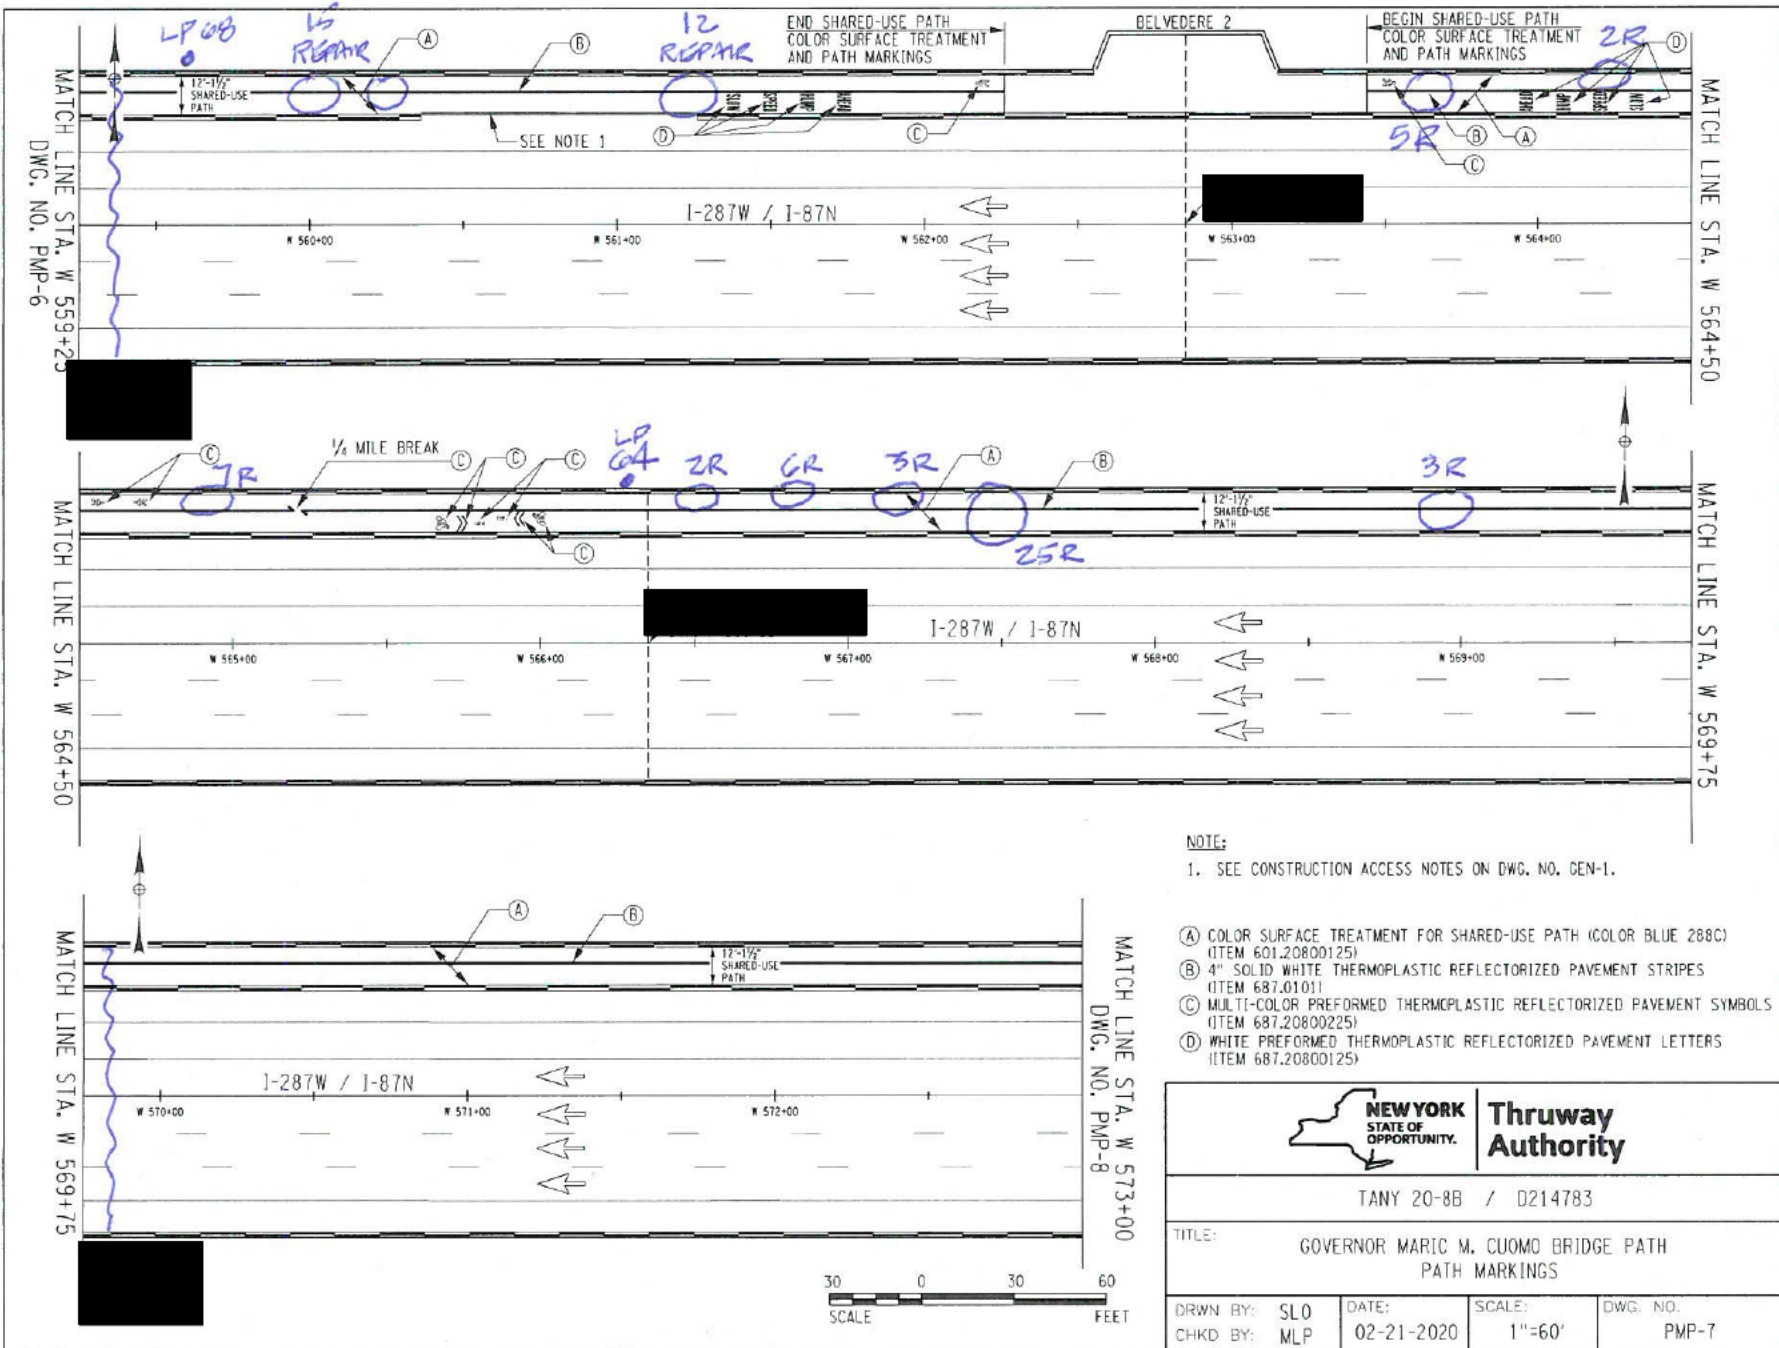 LP 68
15
REPAIR
A
B
12
REPAIR
END SHARED-USE PATH
COLOR SURFACE TREATMENT
AND PATH MARKINGS
BELVEDERE 2
BEGIN SHARED-USE PATH
COLOR SURFACE TREATMENT
AND PATH MARKINGS
2R
D
12'-1½"
SHARED-USE
PATH
SLOW
SPEED
HUMP
AHEAD
AHEAD
HUMP
SPEED
SLOW
SEE NOTE 1
D
C
5R
B
A
C
MATCH LINE STA. W 559+25
DWG. NO. PMP-6
I-287W / I-87N
W 560+00
W 561+00
W 562+00
W 563+00
W 564+00
MATCH LINE STA. W 564+50
C
7R
¼ MILE BREAK
C
C
C
LP
64
2R
6R
3R
A
B
3R
12'-1½"
SHARED-USE
PATH
C
25R
MATCH LINE STA. W 564+50
I-287W / I-87N
W 565+00
W 566+00
W 567+00
W 568+00
W 569+00
MATCH LINE STA. W 569+75
NOTE:
1. SEE CONSTRUCTION ACCESS NOTES ON DWG. NO. GEN-1.
A
B
12'-1½"
SHARED-USE
PATH
MATCH LINE STA. W 569+75
I-287W / I-87N
W 570+00
W 571+00
W 572+00
MATCH LINE STA. W 573+00
DWG. NO. PMP-8
A COLOR SURFACE TREATMENT FOR SHARED-USE PATH (COLOR BLUE 288C)
(ITEM 601.20800125)
B 4" SOLID WHITE THERMOPLASTIC REFLECTORIZED PAVEMENT STRIPES
(ITEM 687.0101)
C MULTI-COLOR PREFORMED THERMOPLASTIC REFLECTORIZED PAVEMENT SYMBOLS
(ITEM 687.20800225)
D WHITE PREFORMED THERMOPLASTIC REFLECTORIZED PAVEMENT LETTERS
(ITEM 687.20800125)
NEW YORK
STATE OF
OPPORTUNITY.
Thruway
Authority
TANY 20-8B / D214783
TITLE:
GOVERNOR MARIC M. CUOMO BRIDGE PATH
PATH MARKINGS
30 0 30 60
SCALE FEET
DRWN BY: SLO
CHKD BY: MLP
DATE:
02-21-2020
SCALE:
1"=60'
DWG. NO.
PMP-7